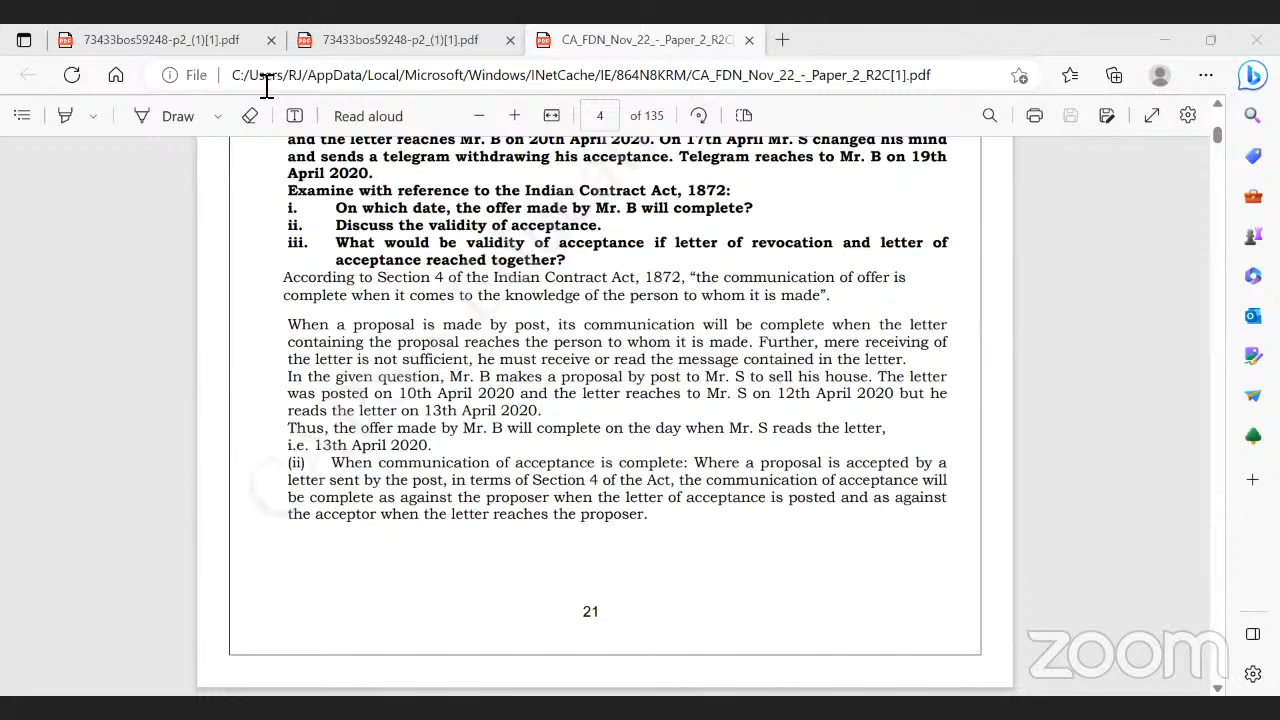 73433bos59248-p2_(1)[1].pdf
73433bos59248-p2_(1)[1].pdf
CA_FDN_Nov_22_-_Paper_2_R2C[
File
C:/Users/RJ/AppData/Local/Microsoft/Windows/INetCache/IE/864N8KRM/CA_FDN_Nov_22_-_Paper_2_R2C[1].pdf
Draw
Read aloud
4
of 135
and the letter reaches Mr. B on 20th April 2020. On 17th April Mr. S changed his mind
and sends a telegram withdrawing his acceptance. Telegram reaches to Mr. B on 19th
April 2020.
Examine with reference to the Indian Contract Act, 1872:
i. On which date, the offer made by Mr. B will complete?
ii. Discuss the validity of acceptance.
iii. What would be validity of acceptance if letter of revocation and letter of
acceptance reached together?
According to Section 4 of the Indian Contract Act, 1872, “the communication of offer is
complete when it comes to the knowledge of the person to whom it is made”.
When a proposal is made by post, its communication will be complete when the letter
containing the proposal reaches the person to whom it is made. Further, mere receiving of
the letter is not sufficient, he must receive or read the message contained in the letter.
In the given question, Mr. B makes a proposal by post to Mr. S to sell his house. The letter
was posted on 10th April 2020 and the letter reaches to Mr. S on 12th April 2020 but he
reads the letter on 13th April 2020.
Thus, the offer made by Mr. B will complete on the day when Mr. S reads the letter,
i.e. 13th April 2020.
(ii) When communication of acceptance is complete: Where a proposal is accepted by a
letter sent by the post, in terms of Section 4 of the Act, the communication of acceptance will
be complete as against the proposer when the letter of acceptance is posted and as against
the acceptor when the letter reaches the proposer.
21
zoom